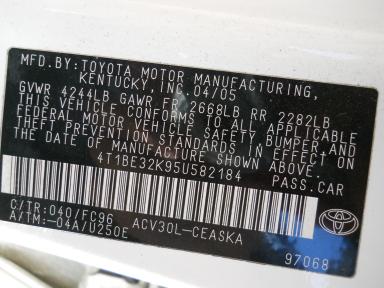 MFD.BY:TOYOTA MOTOR MANUFACTURING,
KENTUCKY,INC.04/05
GVWR 4244LB GAWR FR 2668LB RR 2282LB
THIS VEHICLE CONFORMS TO ALL APPLICABLE
FEDERAL MOTOR VEHICLE SAFETY BUMPER,AND
THEFT PREVENTION STANDARDS IN EFFECT ON
THE DATE OF MANUFACTURE SHOWN ABOVE.
4T1BE32K95U582184 PASS.CAR
C/TR:040/FC96 ACV30L-CEASKA
A/TM:-04A/U250E
TOYOTA
97068